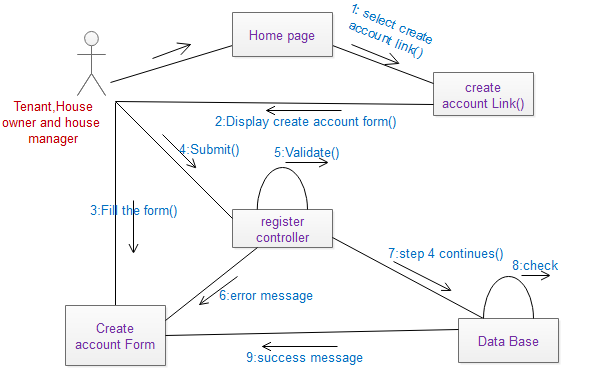 1: select create
account link()
Home page
create
account Link()
Tenant,House
owner and house
manager
2:Display create account form()
4:Submit()
5:Validate()
3:Fill the form()
register
controller
7:step 4 continues()
8:check
6:error message
Create
account Form
Data Base
9:success message